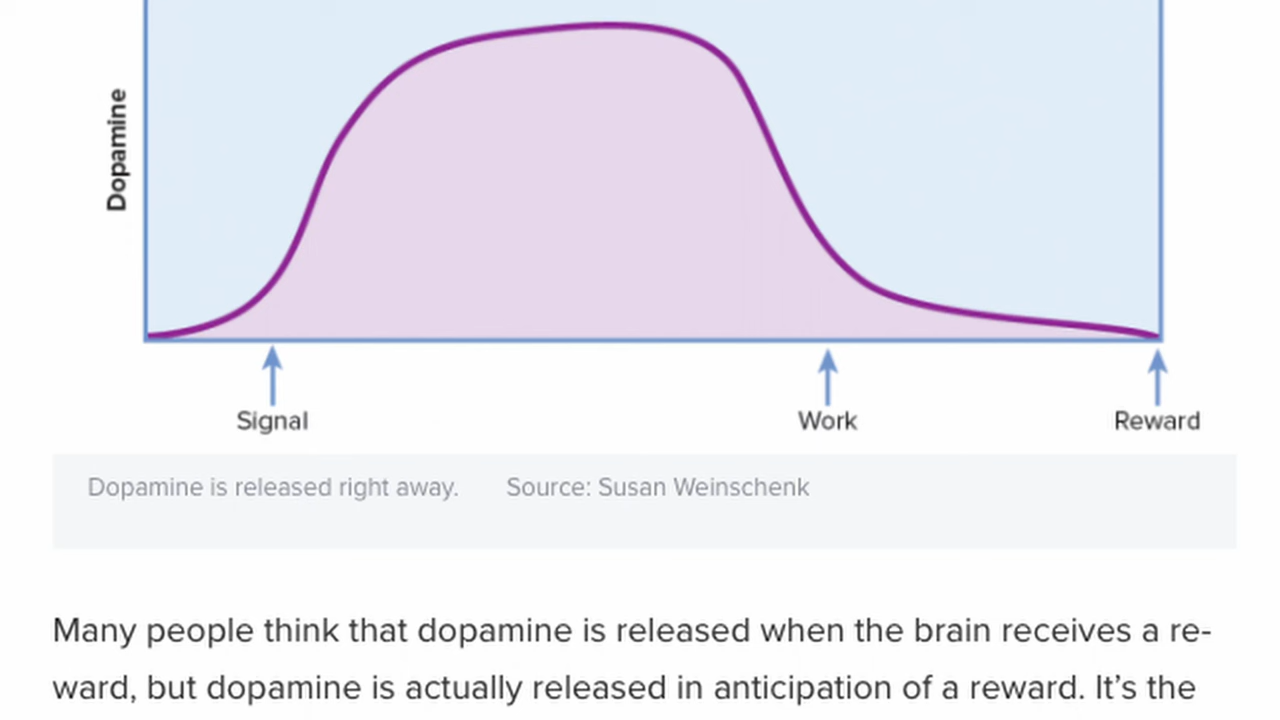 Dopamine
Signal Work Reward
Dopamine is released right away. Source: Susan Weinschenk
Many people think that dopamine is released when the brain receives a re-
ward, but dopamine is actually released in anticipation of a reward. It’s the